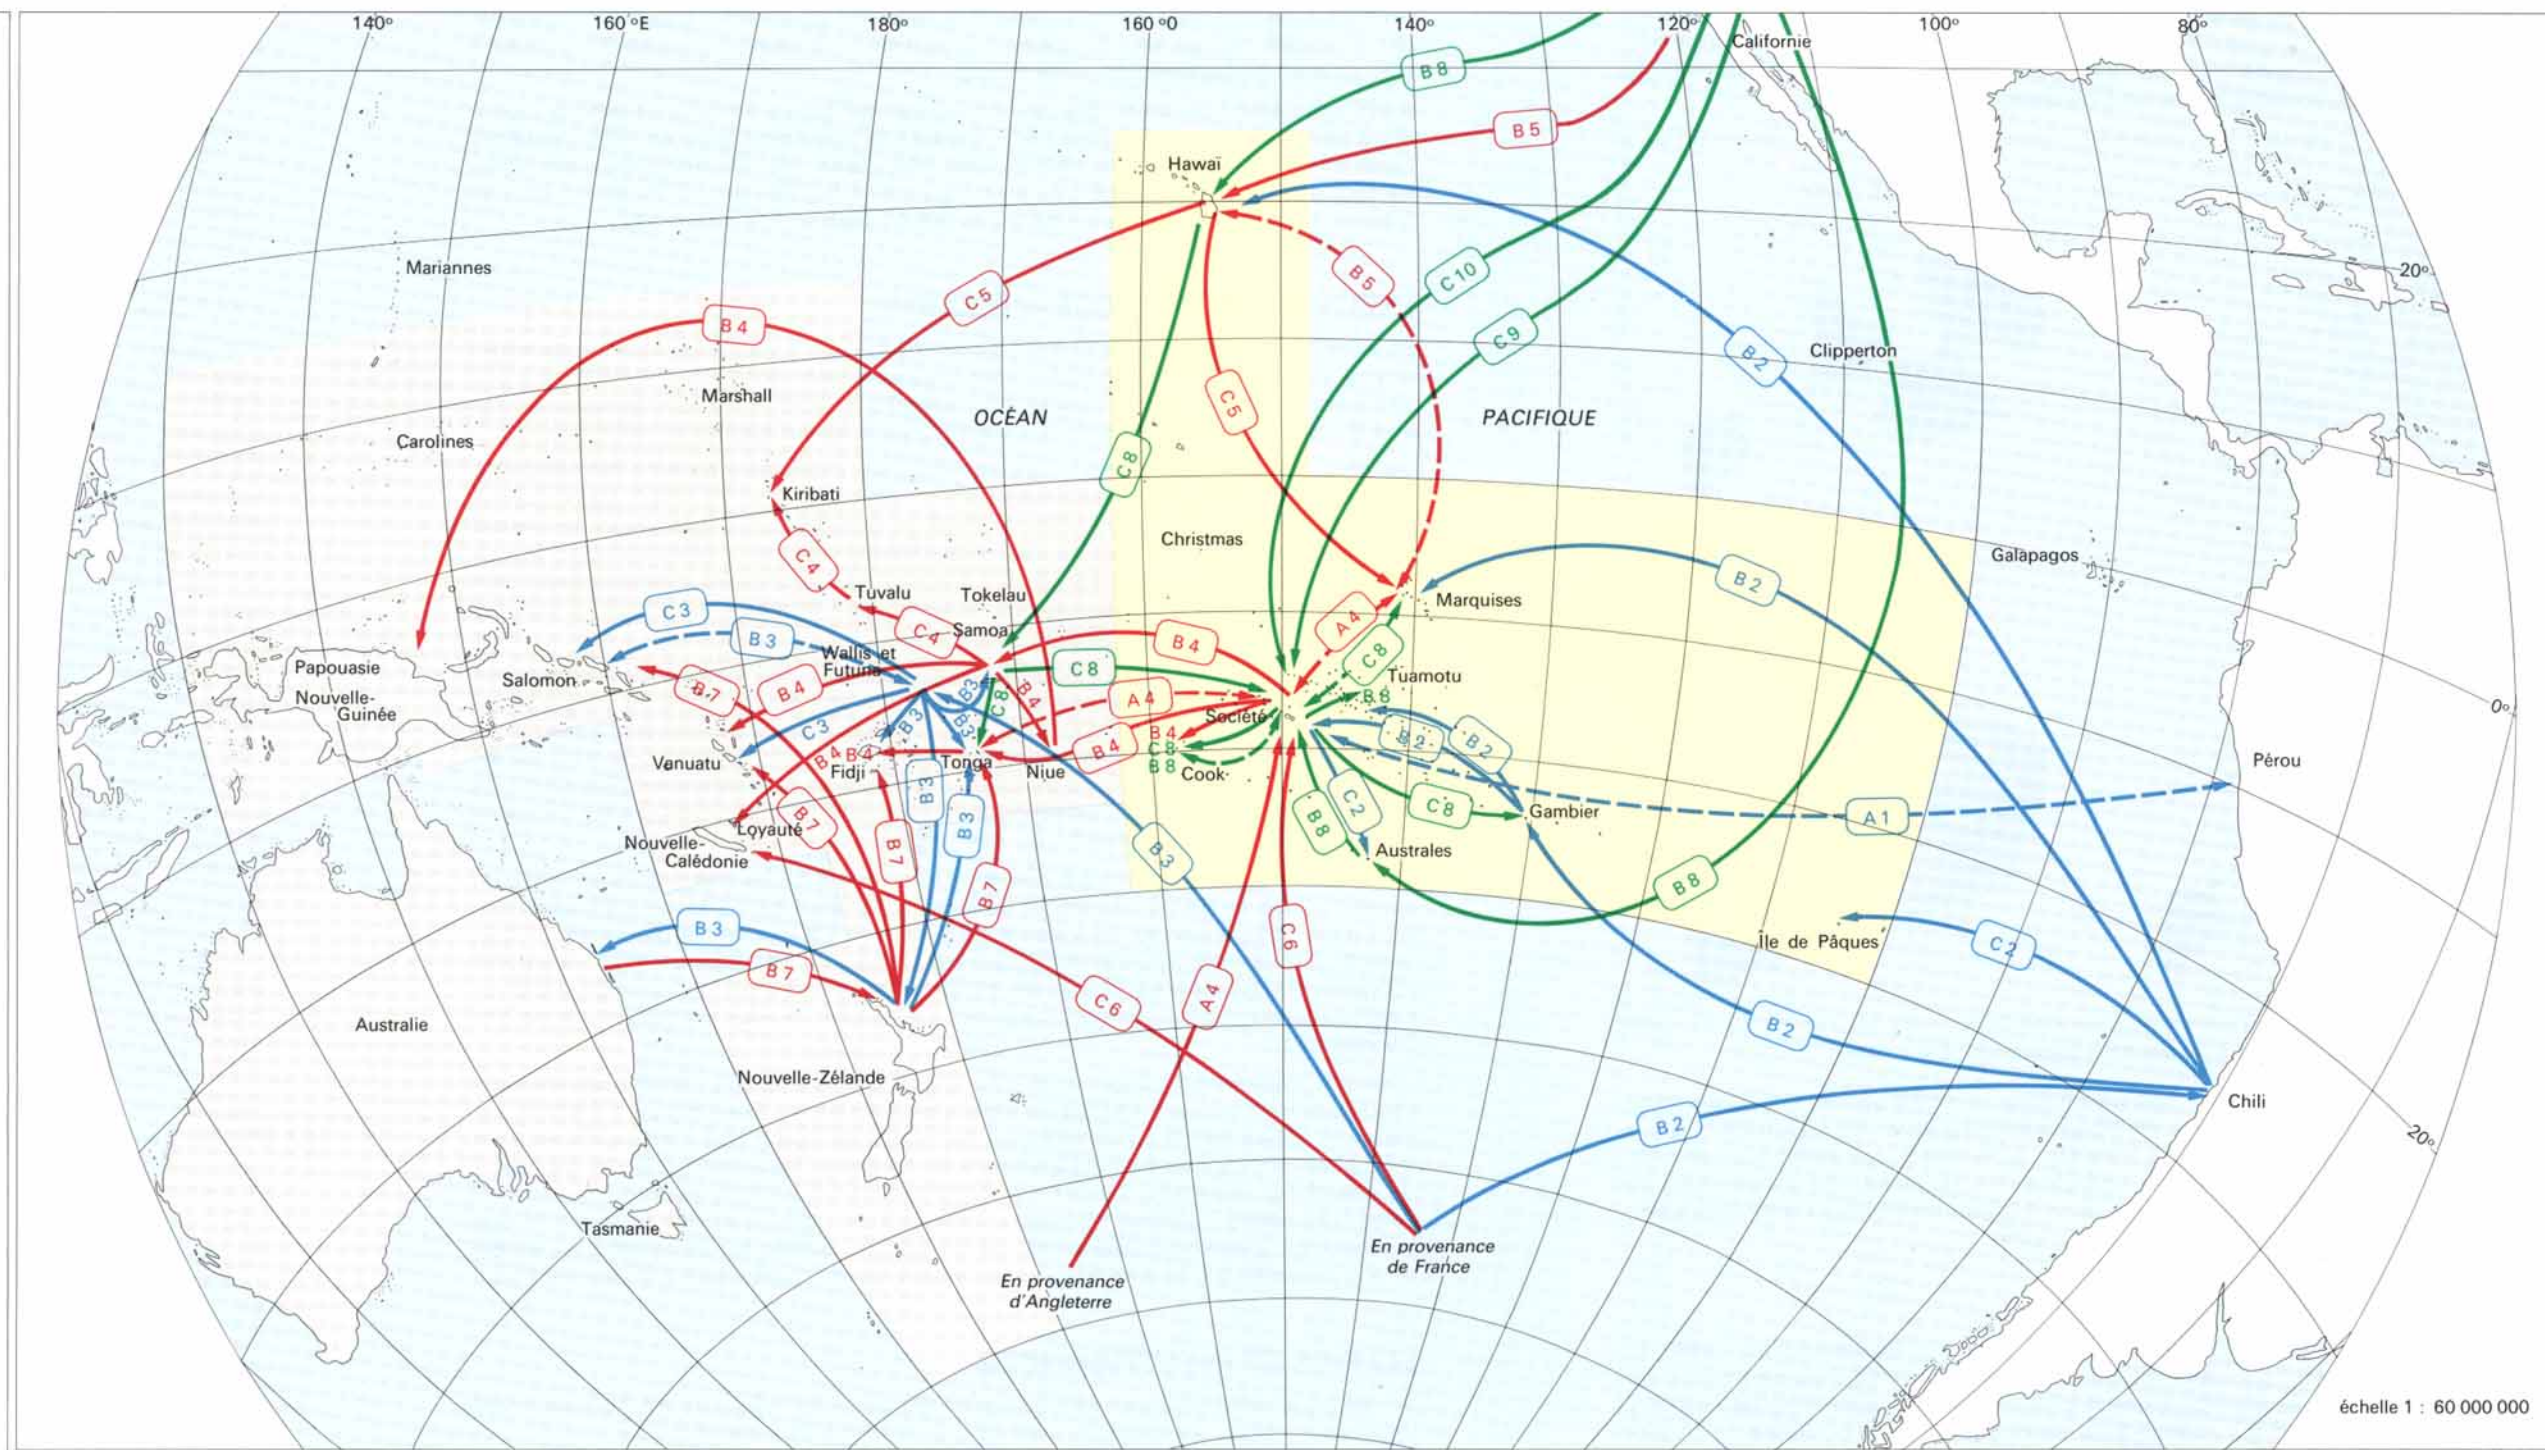 140°
160°E
180°
160°O
140°
120°
100°
80°
Californie
B 8
B 5
Hawaï
Mariannes
20°
B 5
C 10
C 5
B 4
C 9
B 2
Clipperton
Marshall
C 5
OCÉAN
PACIFIQUE
Carolines
C 8
Kiribati
Christmas
C 4
Galapagos
B 2
Tuvalu
Tokelau
Marquises
C 3
A 4
C 4
Samoa
B 3
B 4
Wallis et
Futuna
C 8
Papouasie
C 8
Salomon
B 7
B 4
B 3
B 4
C 8
A 4
Tuamotu
B 8
Nouvelle-
Guinée
0°
Société
C 3
B 3
B 3
B 4
B 4
B 4
B 4
C 8
B 8
B 2
B 2
Vanuatu
Fidji
Tonga
Niue
Cook
Pérou
B 3
B 7
B 3
C 2
C 8
B 8
Gambier
A 1
Loyauté
Nouvelle-
Calédonie
B 7
B 3
Australes
B 8
B 7
B 3
C 6
Île de Pâques
C 2
B 7
A 4
C 6
Australie
B 2
Nouvelle-Zélande
Chili
B 2
20°
Tasmanie
En provenance
de France
En provenance
d'Angleterre
échelle 1 : 60 000 000